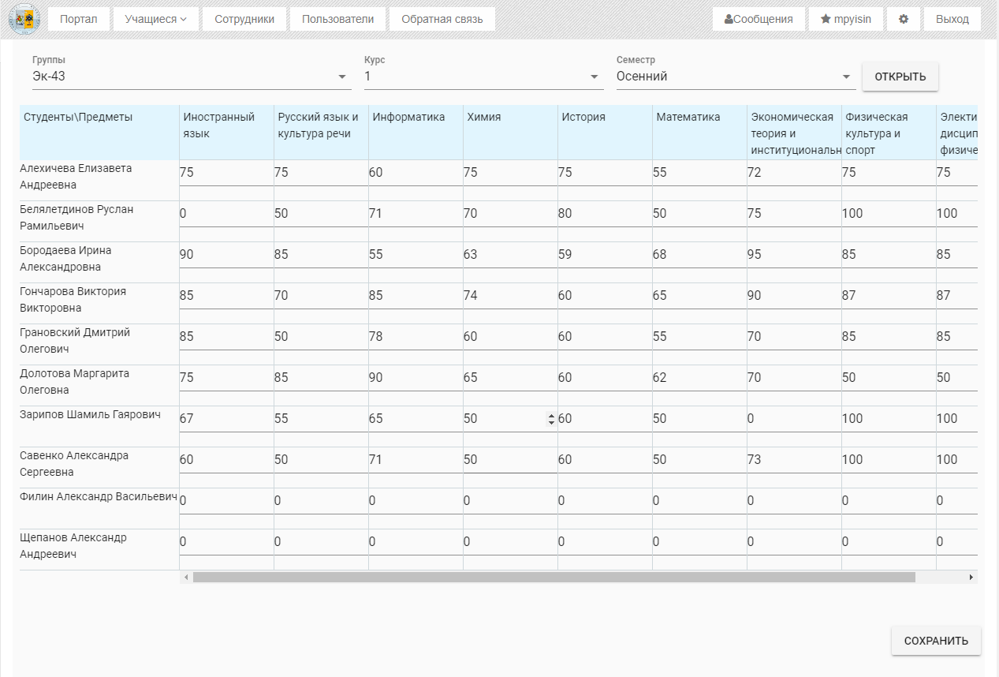 Портал Учащиеся Сотрудники Пользователи Обратная связь Сообщения mpyisin Выход
Группы Курс Семестр
Эк-43 1 Осенний ОТКРЫТЬ
Студенты\Предметы Иностранный Русский язык и Информатика Химия История Математика Экономическая Физическая Электи
язык культура речи теория и культура и дисцип
институциональн спорт физиче
Алехичева Елизавета
Андреевна
75 75 60 75 75 55 72 75 75
Белялетдинов Руслан
Рамильевич
0 50 71 70 80 50 75 100 100
Бородаева Ирина
Александровна
90 85 55 63 59 68 95 85 85
Гончарова Виктория
Викторовна
85 70 85 74 60 65 90 87 87
Грановский Дмитрий
Олегович
85 50 78 60 60 55 70 85 85
Долотова Маргарита
Олеговна
75 85 90 65 60 62 70 50 50
Зарипов Шамиль Гаярович
67 55 65 50 60 50 0 100 100
Савенко Александра
Сергеевна
60 50 71 50 60 50 73 100 100
Филин Александр Васильевич
0 0 0 0 0 0 0 0 0
Щепанов Александр
Андреевич
0 0 0 0 0 0 0 0 0
СОХРАНИТЬ